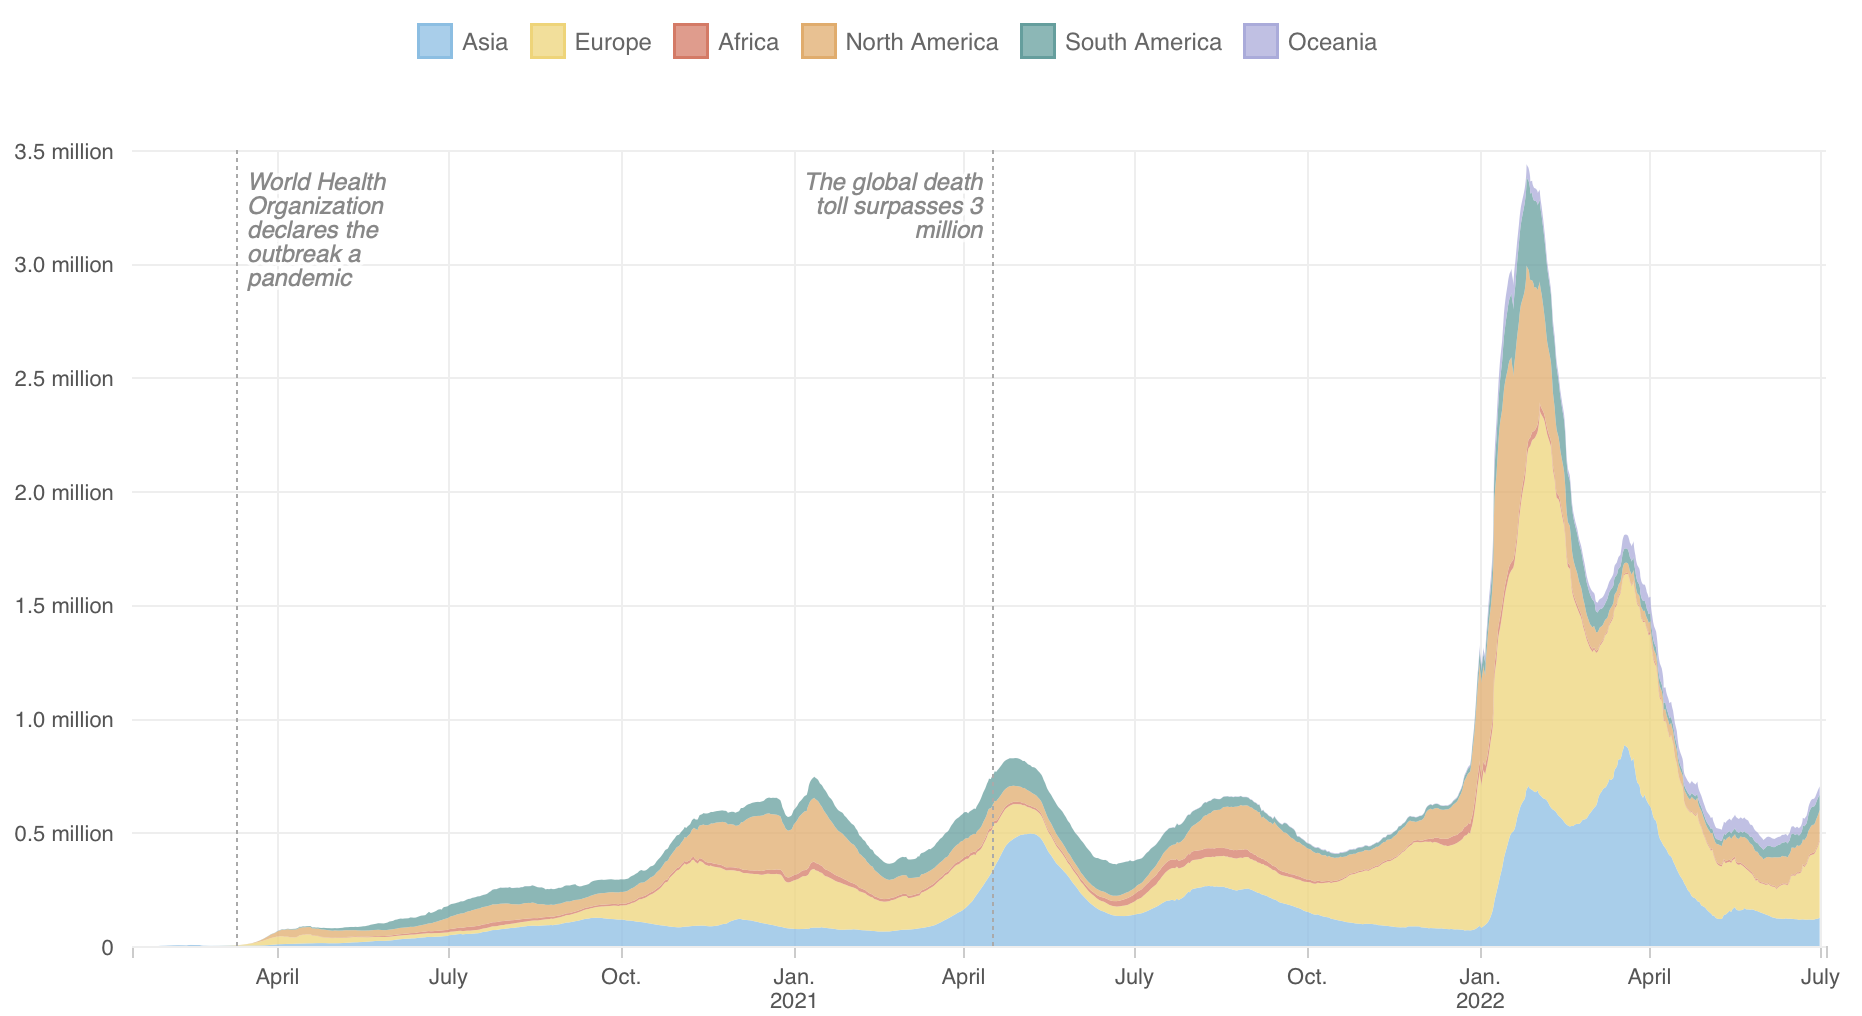 Asia Europe Africa North America South America Oceania
3.5 million
World Health
Organization
declares the
outbreak a
pandemic
The global death
toll surpasses 3
million
3.0 million
2.5 million
2.0 million
1.5 million
1.0 million
0.5 million
0
April July Oct. Jan. April July Oct. Jan. April July
2021 2022